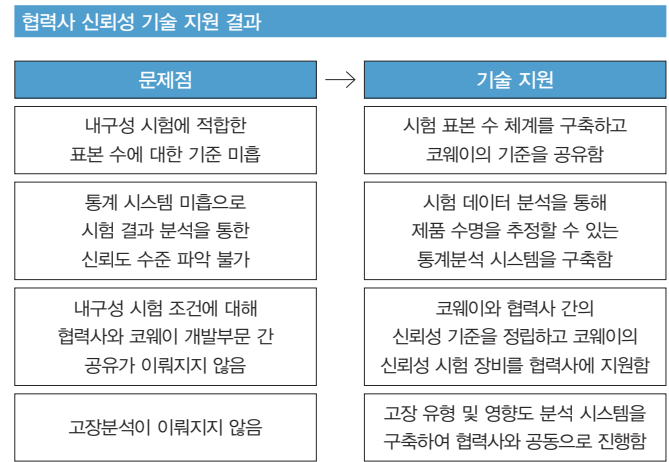 협력사 신뢰성 기술 지원 결과
문제점
기술 지원
내구성 시험에 적합한
표본 수에 대한 기준 미흡
시험 표본 수 체계를 구축하고
코웨이의 기준을 공유함
통계 시스템 미흡으로
시험 결과 분석을 통한
신뢰도 수준 파악 불가
시험 데이터 분석을 통해
제품 수명을 추정할 수 있는
통계분석 시스템을 구축함
내구성 시험 조건에 대해
협력사와 코웨이 개발부문 간
공유가 이뤄지지 않음
코웨이와 협력사 간의
신뢰성 기준을 정립하고 코웨이의
신뢰성 시험 장비를 협력사에 지원함
고장분석이 이뤄지지 않음
고장 유형 및 영향도 분석 시스템을
구축하여 협력사와 공동으로 진행함